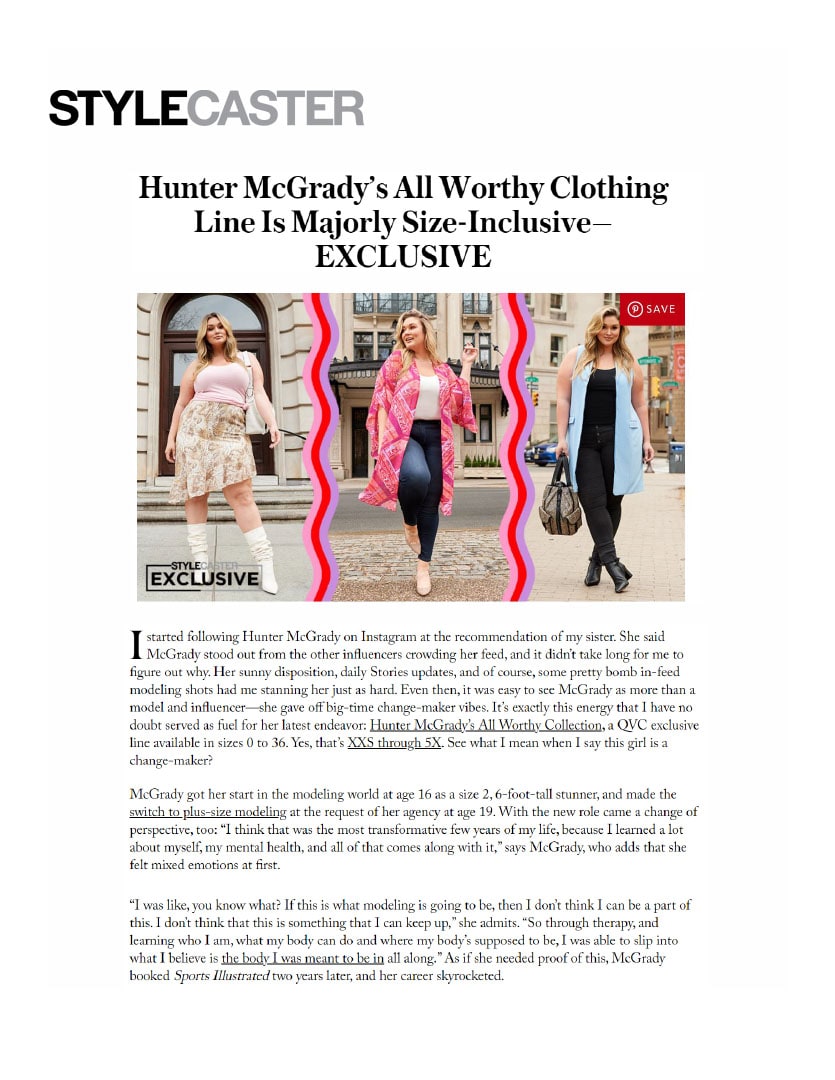 STYLECASTER
Hunter McGrady’s All Worthy Clothing
Line Is Majorly Size-Inclusive—
EXCLUSIVE
SAVE
STYLECASTER
EXCLUSIVE
I started following Hunter McGrady on Instagram at the recommendation of my sister. She said
McGrady stood out from the other influencers crowding her feed, and it didn’t take long for me to
figure out why. Her sunny disposition, daily Stories updates, and of course, some pretty bomb in-feed
modeling shots had me stanning her just as hard. Even then, it was easy to see McGrady as more than a
model and influencer—she gave off big-time change-maker vibes. It’s exactly this energy that I have no
doubt served as fuel for her latest endeavor: Hunter McGrady’s All Worthy Collection, a QVC exclusive
line available in sizes 0 to 36. Yes, that’s XXS through 5X. See what I mean when I say this girl is a
change-maker?
McGrady got her start in the modeling world at age 16 as a size 2, 6-foot-tall stunner, and made the
switch to plus-size modeling at the request of her agency at age 19. With the new role came a change of
perspective, too: “I think that was the most transformative few years of my life, because I learned a lot
about myself, my mental health, and all of that comes along with it,” says McGrady, who adds that she
felt mixed emotions at first.
“I was like, you know what? If this is what modeling is going to be, then I don’t think I can be a part of
this. I don’t think that this is something that I can keep up,” she admits. “So through therapy, and
learning who I am, what my body can do and where my body’s supposed to be, I was able to slip into
what I believe is the body I was meant to be in all along.” As if she needed proof of this, McGrady
booked Sports Illustrated two years later, and her career skyrocketed.